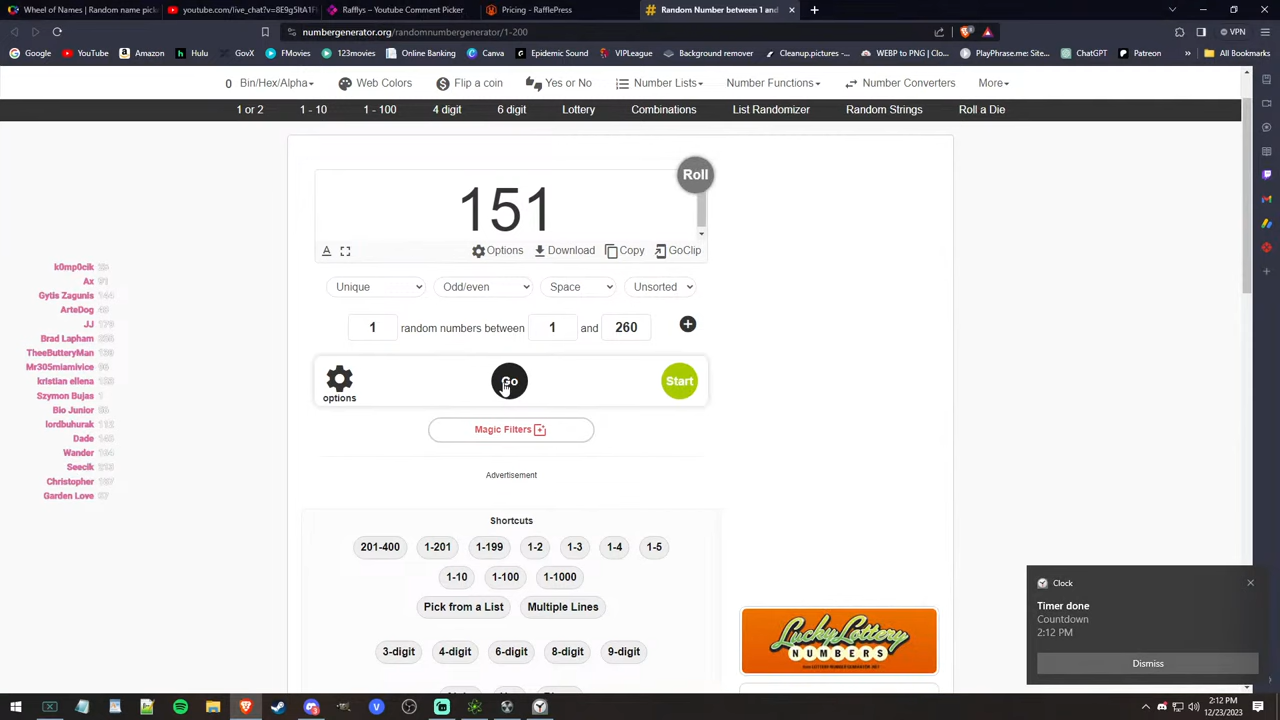 Wheel of Names | Random name pick
youtube.com/live_chat?v=8E9g5ItA1F
Rafflys - Youtube Comment Picker
Pricing - RafflePress
Random Number between 1 and
numbergenerator.org/randomnumbergenerator/1-200
VPN
Google YouTube Amazon Hulu FMovies 123movies Online Banking Canva Epidemic Sound VIPLeague Background remover Cleanup.pictures-... WEBP to PNG | Clo... PlayPhrase.me: Site... ChatGPT Patreon All Bookmarks
0 Bin/Hex/Alpha Web Colors Flip a coin Yes or No Number Lists Number Functions Number Converters More
1 or 2 1 - 10 1 - 100 4 digit 6 digit Lottery Combinations List Randomizer Random Strings Roll a Die
Roll
151
A Options Download Copy GoClip
Unique Odd/even Space Unsorted
1 random numbers between 1 and 260
options
Go
Start
Magic Filters
Advertisement
Shortcuts
201-400 1-201 1-199 1-2 1-3 1-4 1-5
1-10 1-100 1-1000
Pick from a List Multiple Lines
3-digit 4-digit 6-digit 8-digit 9-digit
k0mp0cik
Ax 91
Gytis Zagunis 144
ArteDog
JJ
Brad Lapham
TheeButteryMan
Mr305miamivice
kristian ellena
Szymon Bujas 1
Bio Junior
lordbuhurak
Dade
Wander
Seecik
Christopher
Garden Love
Lucky Lottery
NUMBERS
Clock
Timer done
Countdown
2:12 PM
Dismiss
2:12 PM
12/23/2023